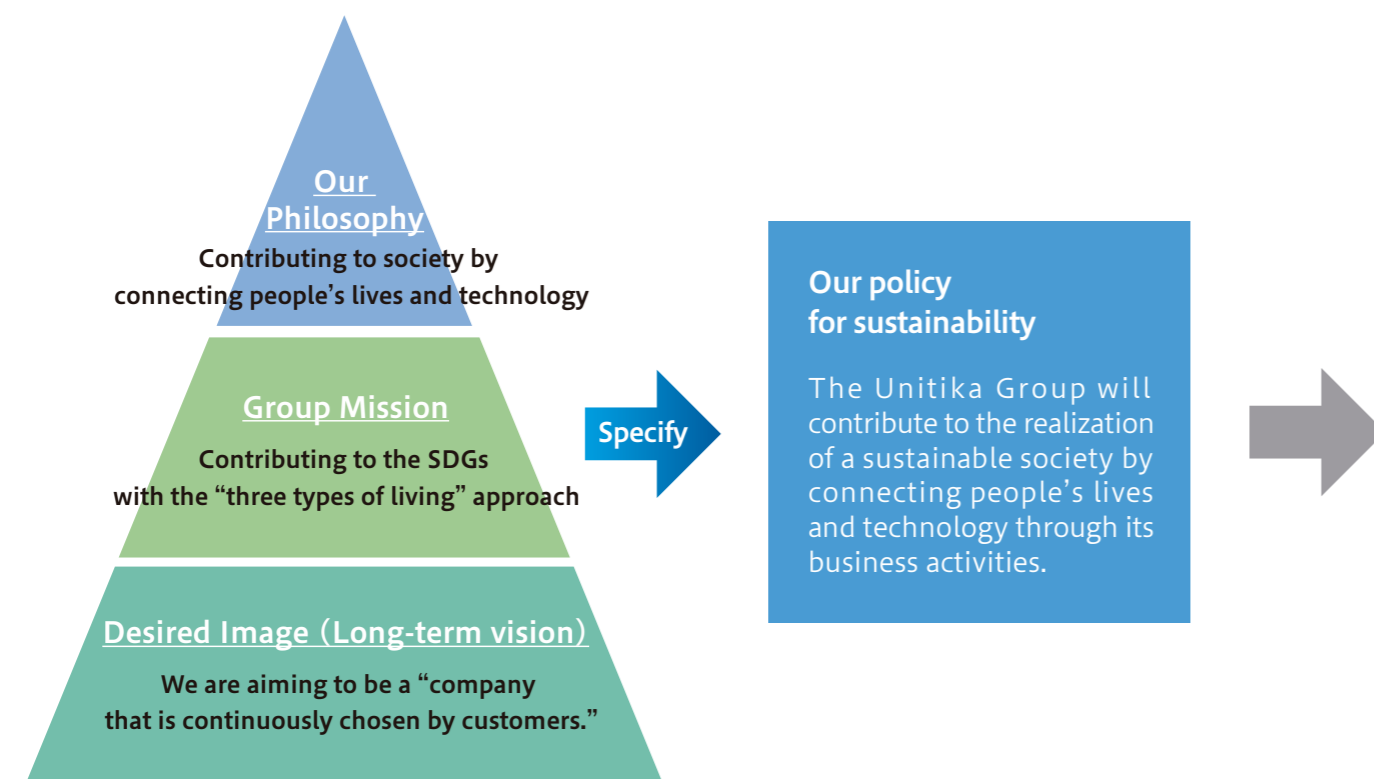 Our
Philosophy
Contributing to society by
connecting people’s lives and technology
Group Mission
Contributing to the SDGs
with the “three types of living” approach
Desired Image（Long-term vision）
We are aiming to be a “company
that is continuously chosen by customers.”
Specify
Our policy
for sustainability
The Unitika Group will
contribute to the realization
of a sustainable society by
connecting people’s lives
and technology through its
business activities.